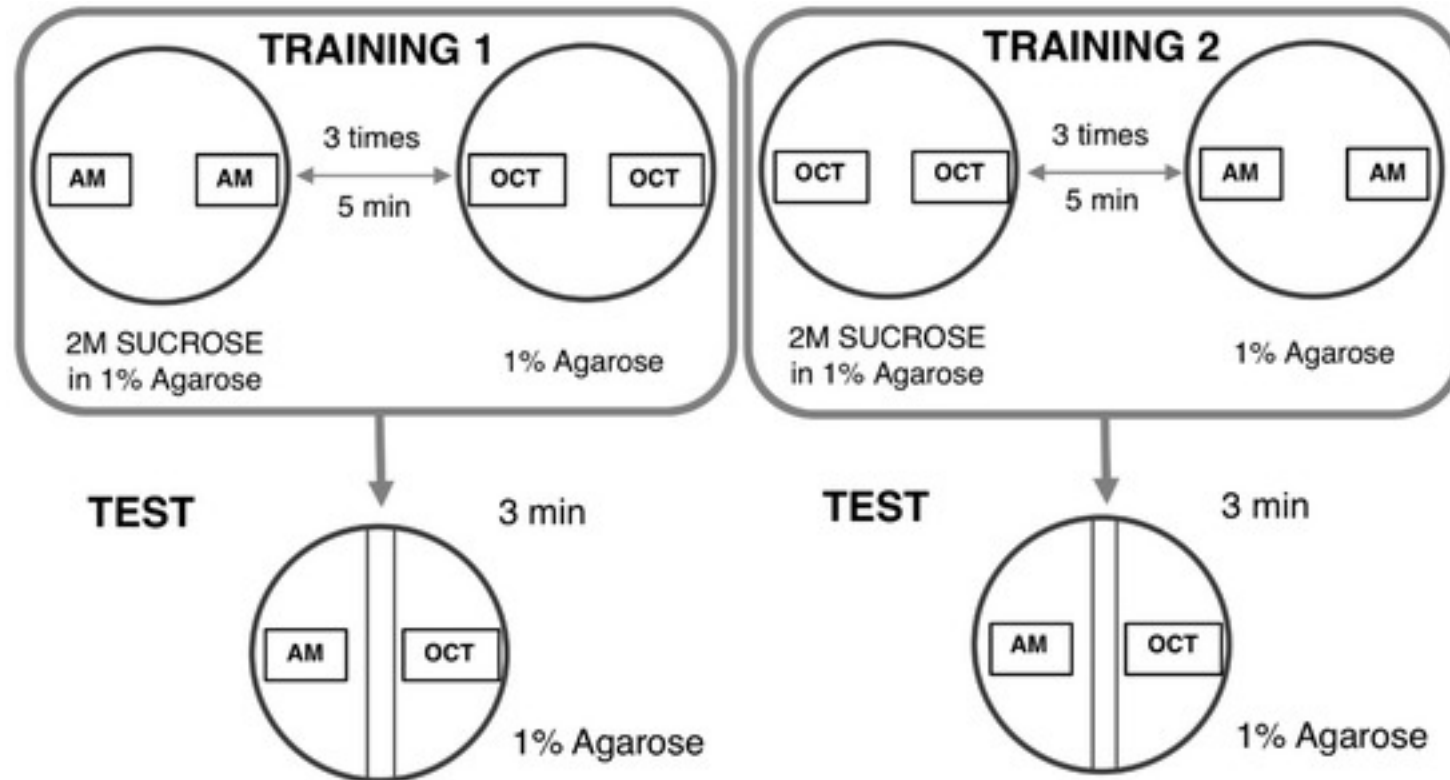 TRAINING 1
AM
AM
3 times
5 min
OCT
OCT
2M SUCROSE
in 1% Agarose
1% Agarose
TRAINING 2
OCT
OCT
3 times
5 min
AM
AM
2M SUCROSE
in 1% Agarose
1% Agarose
TEST
3 min
AM
OCT
1% Agarose
TEST
3 min
AM
OCT
1% Agarose